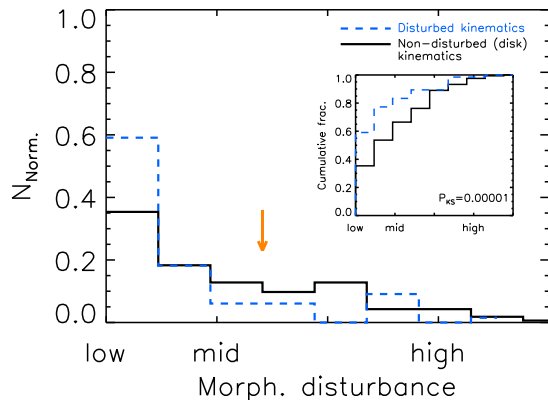 Disturbed kinematics
Non-disturbed (disk)
kinematics
1.0
0.8
0.6
0.4
0.2
0.0
N_Norm.
low
mid
high
Morph. disturbance
1.0
0.8
0.6
0.4
0.2
0.0
Cumulative frac.
P_KS=0.00001
low
mid
high